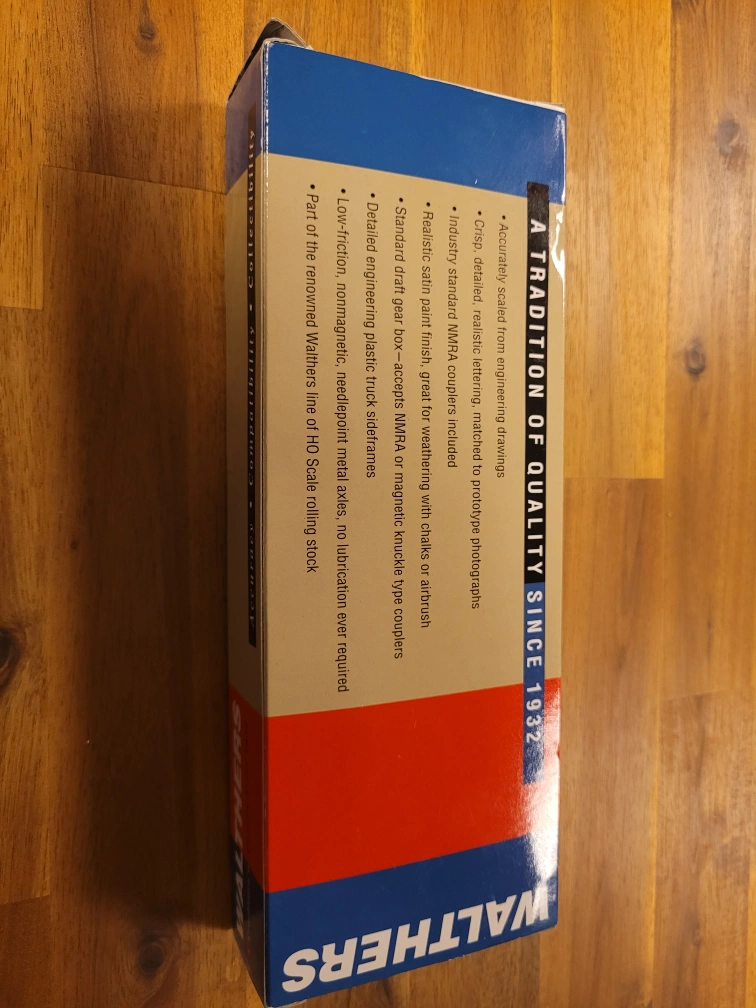 A TRADITION OF QUALITY SINCE 1932
• Accurately scaled from engineering drawings
• Crisp, detailed, realistic lettering, matched to prototype photographs
• Industry standard NMRA couplers included
• Realistic satin paint finish, great for weathering with chalks or airbrush
• Standard draft gear box—accepts NMRA or magnetic knuckle type couplers
• Detailed engineering plastic truck sideframes
• Low-friction, nonmagnetic, needlepoint metal axles, no lubrication ever required
• Part of the renowned Walthers line of HO Scale rolling stock
WALTHERS
• Collectibility • Compatibility •
WALTHERS